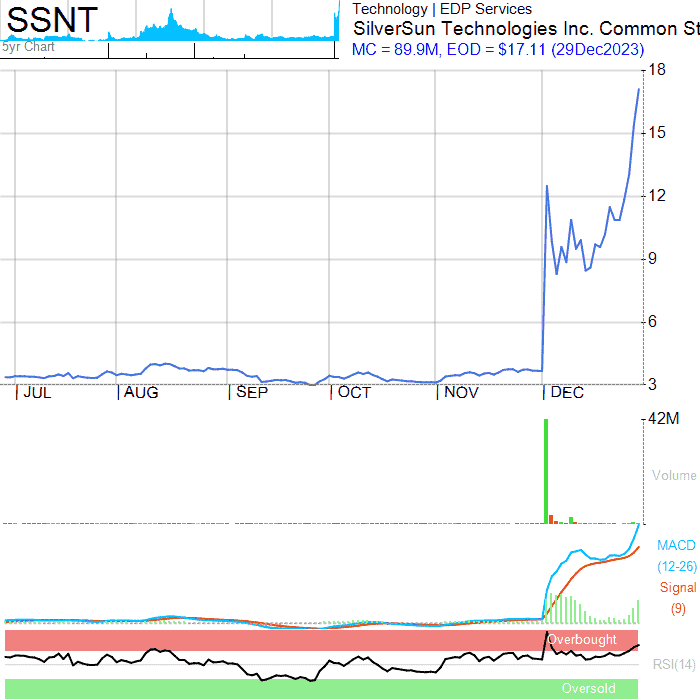 SSNT
Technology | EDP Services
SilverSun Technologies Inc. Common St
MC = 89.9M, EOD = $17.11 (29Dec2023)
5yr Chart
18
15
12
9
6
3
JUL AUG SEP OCT NOV DEC
42M
Volume
MACD
(12-26)
Signal
(9)
Overbought
RSI(14)
Oversold